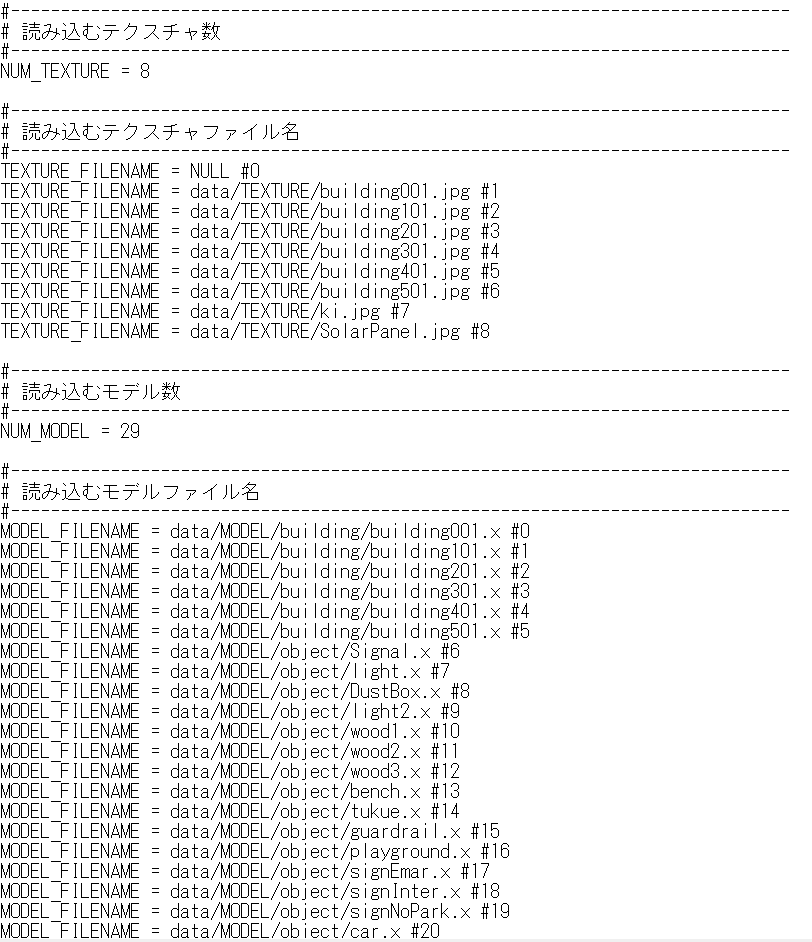 #------------------------------------------------------------------------------
# 読み込むテクスチャ数
#------------------------------------------------------------------------------
NUM_TEXTURE = 8
#------------------------------------------------------------------------------
# 読み込むテクスチャファイル名
#------------------------------------------------------------------------------
TEXTURE_FILENAME = NULL #0
TEXTURE_FILENAME = data/TEXTURE/building001.jpg #1
TEXTURE_FILENAME = data/TEXTURE/building101.jpg #2
TEXTURE_FILENAME = data/TEXTURE/building201.jpg #3
TEXTURE_FILENAME = data/TEXTURE/building301.jpg #4
TEXTURE_FILENAME = data/TEXTURE/building401.jpg #5
TEXTURE_FILENAME = data/TEXTURE/building501.jpg #6
TEXTURE_FILENAME = data/TEXTURE/ki.jpg #7
TEXTURE_FILENAME = data/TEXTURE/SolarPanel.jpg #8
#------------------------------------------------------------------------------
# 読み込むモデル数
#------------------------------------------------------------------------------
NUM_MODEL = 29
#------------------------------------------------------------------------------
# 読み込むモデルファイル名
#------------------------------------------------------------------------------
MODEL_FILENAME = data/MODEL/building/building001.x #0
MODEL_FILENAME = data/MODEL/building/building101.x #1
MODEL_FILENAME = data/MODEL/building/building201.x #2
MODEL_FILENAME = data/MODEL/building/building301.x #3
MODEL_FILENAME = data/MODEL/building/building401.x #4
MODEL_FILENAME = data/MODEL/building/building501.x #5
MODEL_FILENAME = data/MODEL/object/Signal.x #6
MODEL_FILENAME = data/MODEL/object/light.x #7
MODEL_FILENAME = data/MODEL/object/DustBox.x #8
MODEL_FILENAME = data/MODEL/object/light2.x #9
MODEL_FILENAME = data/MODEL/object/wood1.x #10
MODEL_FILENAME = data/MODEL/object/wood2.x #11
MODEL_FILENAME = data/MODEL/object/wood3.x #12
MODEL_FILENAME = data/MODEL/object/bench.x #13
MODEL_FILENAME = data/MODEL/object/tukue.x #14
MODEL_FILENAME = data/MODEL/object/guardrail.x #15
MODEL_FILENAME = data/MODEL/object/playground.x #16
MODEL_FILENAME = data/MODEL/object/signEmar.x #17
MODEL_FILENAME = data/MODEL/object/signInter.x #18
MODEL_FILENAME = data/MODEL/object/signNoPark.x #19
MODEL_FILENAME = data/MODEL/object/car.x #20